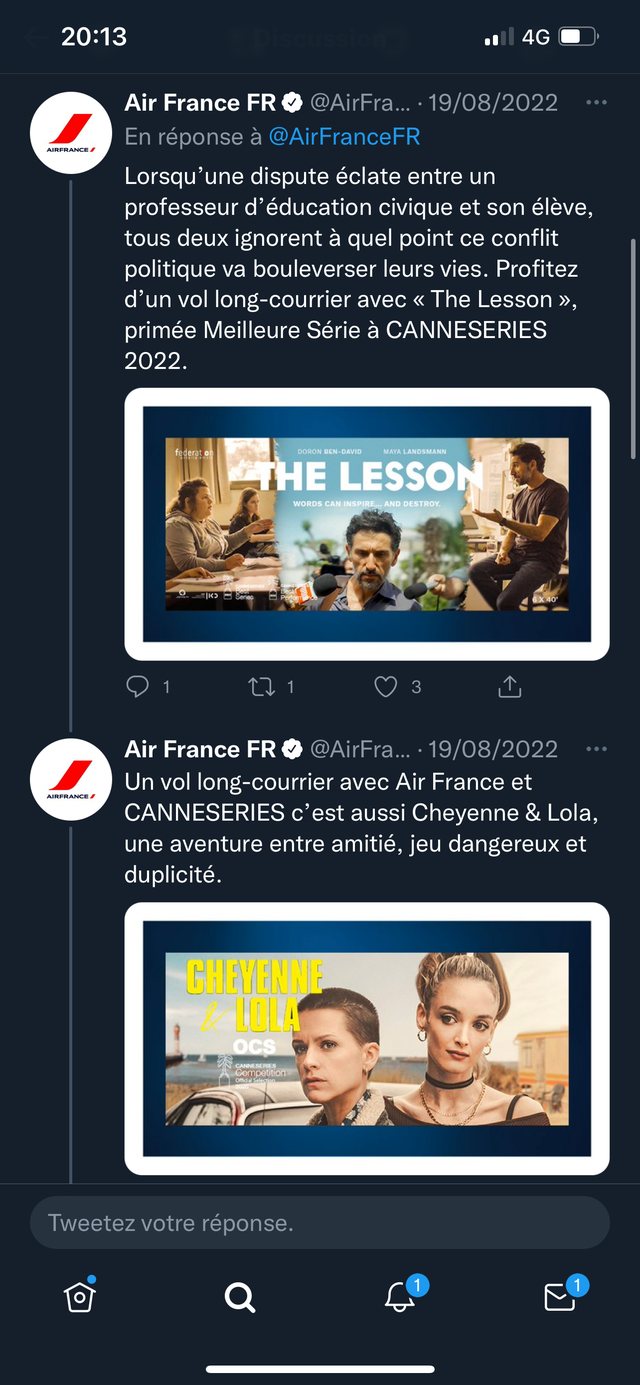 20:13
4G
Air France FR @AirFra... · 19/08/2022
En réponse à @AirFranceFR
AIRFRANCE
Lorsqu'une dispute éclate entre un
professeur d'éducation civique et son élève,
tous deux ignorent à quel point ce conflit
politique va bouleverser leurs vies. Profitez
d'un vol long-courrier avec « The Lesson »,
primée Meilleure Série à CANNESERIES
2022.
federation
DORON BEN-DAVID MAYA LANDSMANN
THE LESSON
WORDS CAN INSPIRE... AND DESTROY.
6 X 40'
1 1 3
Air France FR @AirFra... · 19/08/2022
AIRFRANCE
Un vol long-courrier avec Air France et
CANNESERIES c'est aussi Cheyenne & Lola,
une aventure entre amitié, jeu dangereux et
duplicité.
CHEYENNE
& LOLA
OCS
CANNESERIES
Competition
Official Selection
Tweetez votre réponse.
1 1